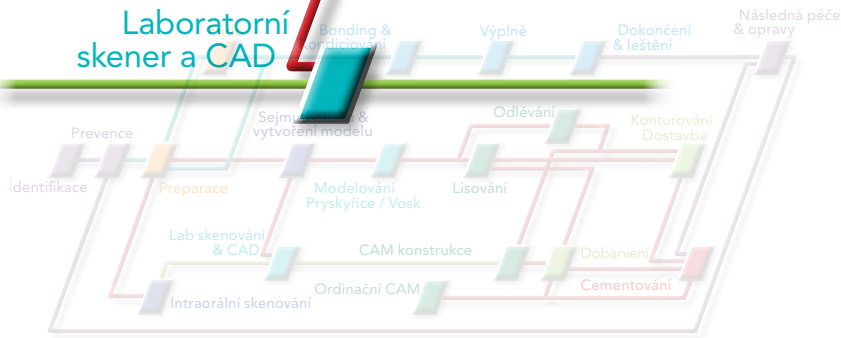 Laboratorní
skener a CAD
Bonding &
Kondiciování
Výplně
Dokončení
& leštění
Následná péče
& opravy
Prevence
vytvoření modelu
Odlévání
Konturování
Dostavba
Identifikace
Preparace
Modelování
Pryskyřice / Vosk
Lisování
Lab skenování
& CAD
CAM konstrukce
Dobarvení
Intraorální skenování
Ordinační CAM
Cementování